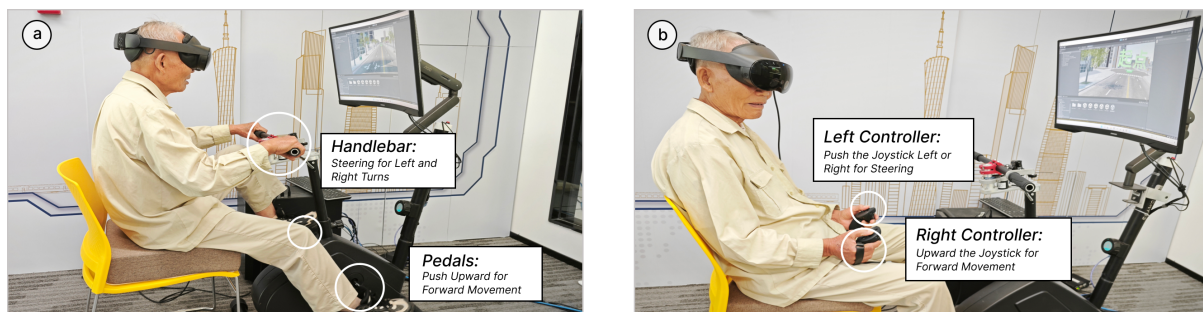 a
Handlebar:
Steering for Left and
Right Turns
Pedals:
Push Upward for
Forward Movement
b
Left Controller:
Push the Joystick Left or
Right for Steering
Right Controller:
Upward the Joystick for
Forward Movement